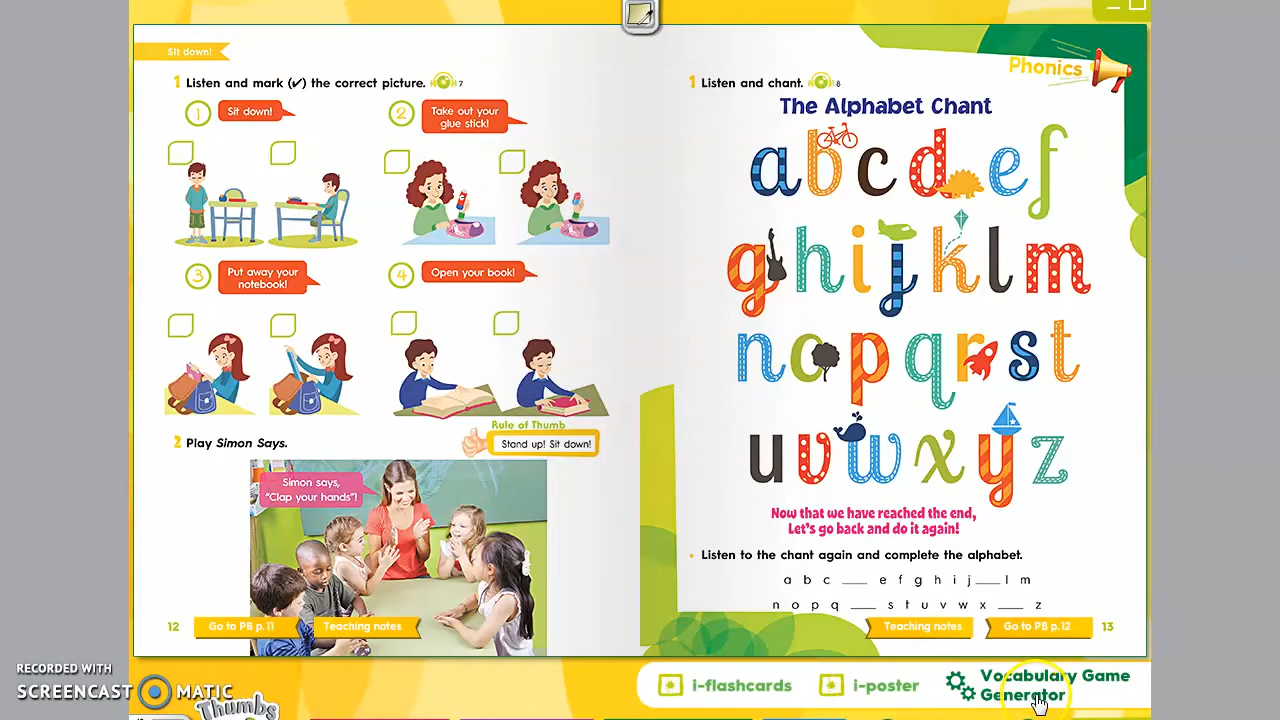 Sit down!
1 Listen and mark (✔) the correct picture. 7
1 Sit down!
2 Take out your
glue stick!
3 Put away your
notebook!
4 Open your book!
Rule of Thumb
Stand up! Sit down!
2 Play Simon Says.
Simon says,
"Clap your hands"!
12
Go to PB p.11
Teaching notes
Phonics
1 Listen and chant. 8
The Alphabet Chant
a b c d e f
g h i j k l m
n o p q r s t
u v w x y z
Now that we have reached the end,
Let's go back and do it again!
• Listen to the chant again and complete the alphabet.
a b c ___ e f g h i j ___ l m
n o p q ___ s t u v w x ___ z
Teaching notes
Go to PB p.12
13
RECORDED WITH
SCREENCAST MATIC
Thumbs
i-flashcards
i-poster
Vocabulary Game
Generator